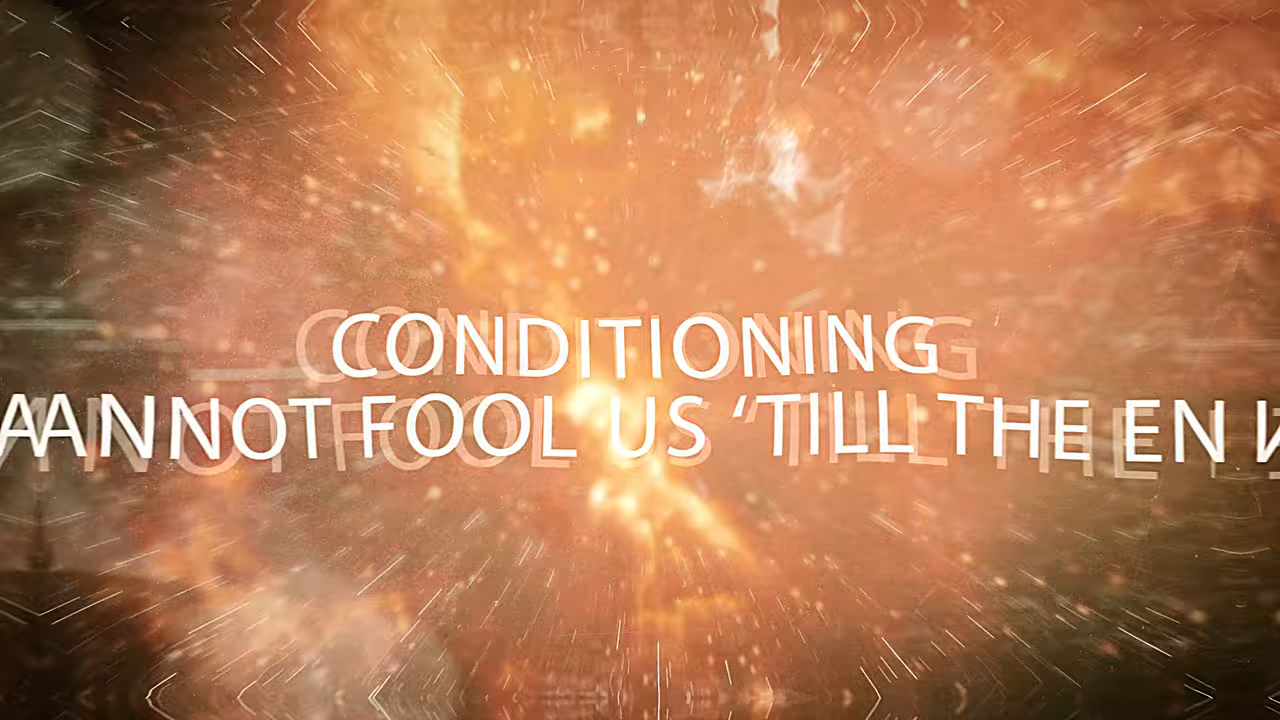 CONDITIONING
ANNOT FOOL US ‘TILL THE EN